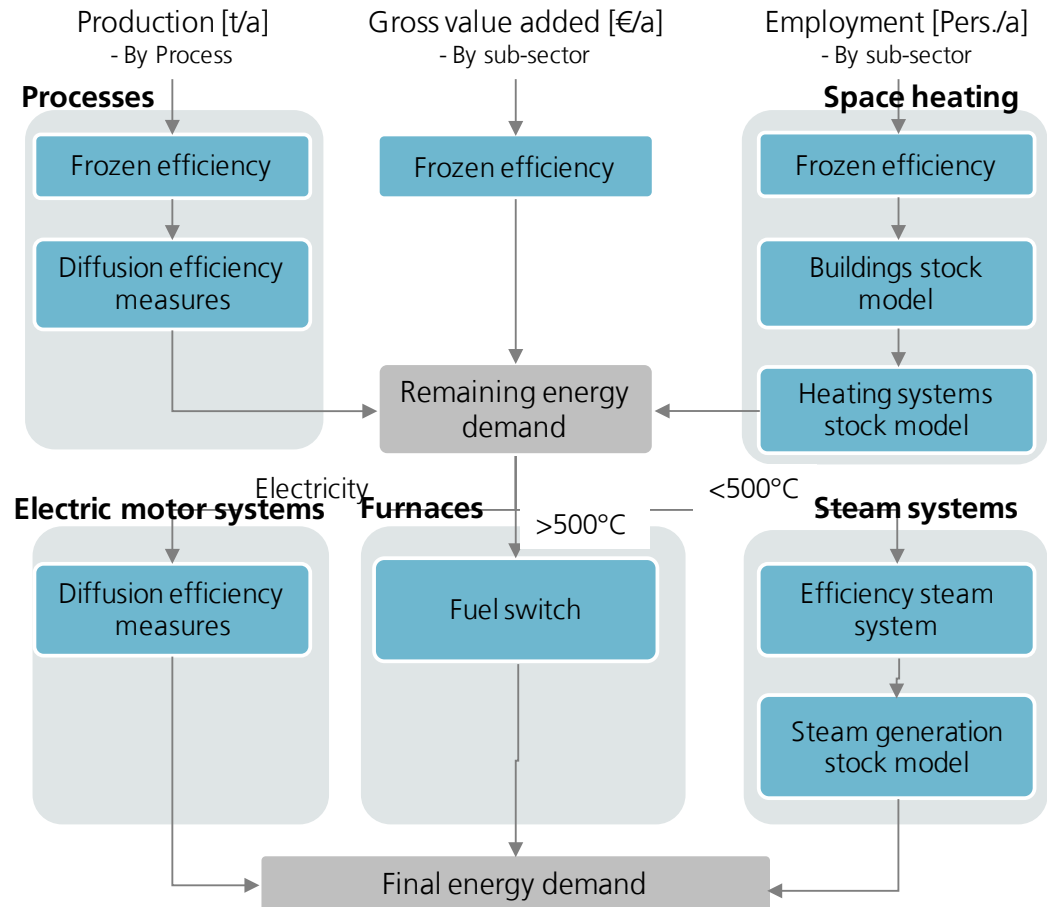 Production [t/a]
- By Process
Gross value added [€/a]
- By sub-sector
Employment [Pers./a]
- By sub-sector
Processes
Space heating
Frozen efficiency
Frozen efficiency
Frozen efficiency
Diffusion efficiency
measures
Buildings stock
model
Remaining energy
demand
Heating systems
stock model
Electricity
<500°C
Electric motor systems
Furnaces
>500°C
Steam systems
Diffusion efficiency
measures
Fuel switch
Efficiency steam
system
Steam generation
stock model
Final energy demand